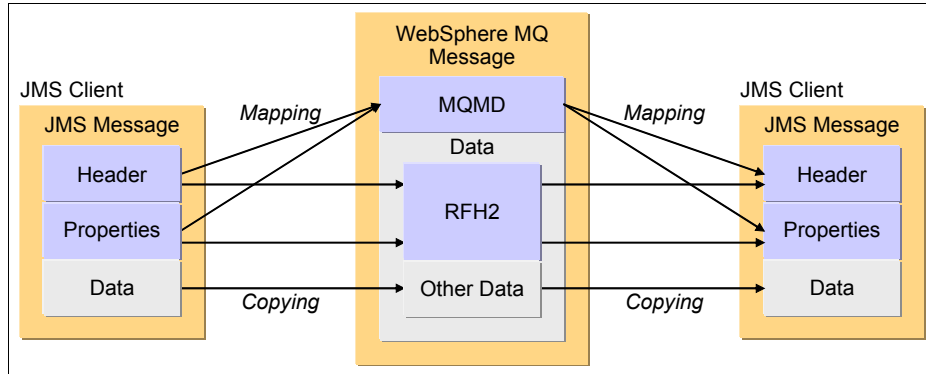 WebSphere MQ
Message
JMS Client
JMS Message
Header
Properties
Data
Mapping
Copying
MQMD
Data
RFH2
Other Data
Mapping
Copying
JMS Client
JMS Message
Header
Properties
Data